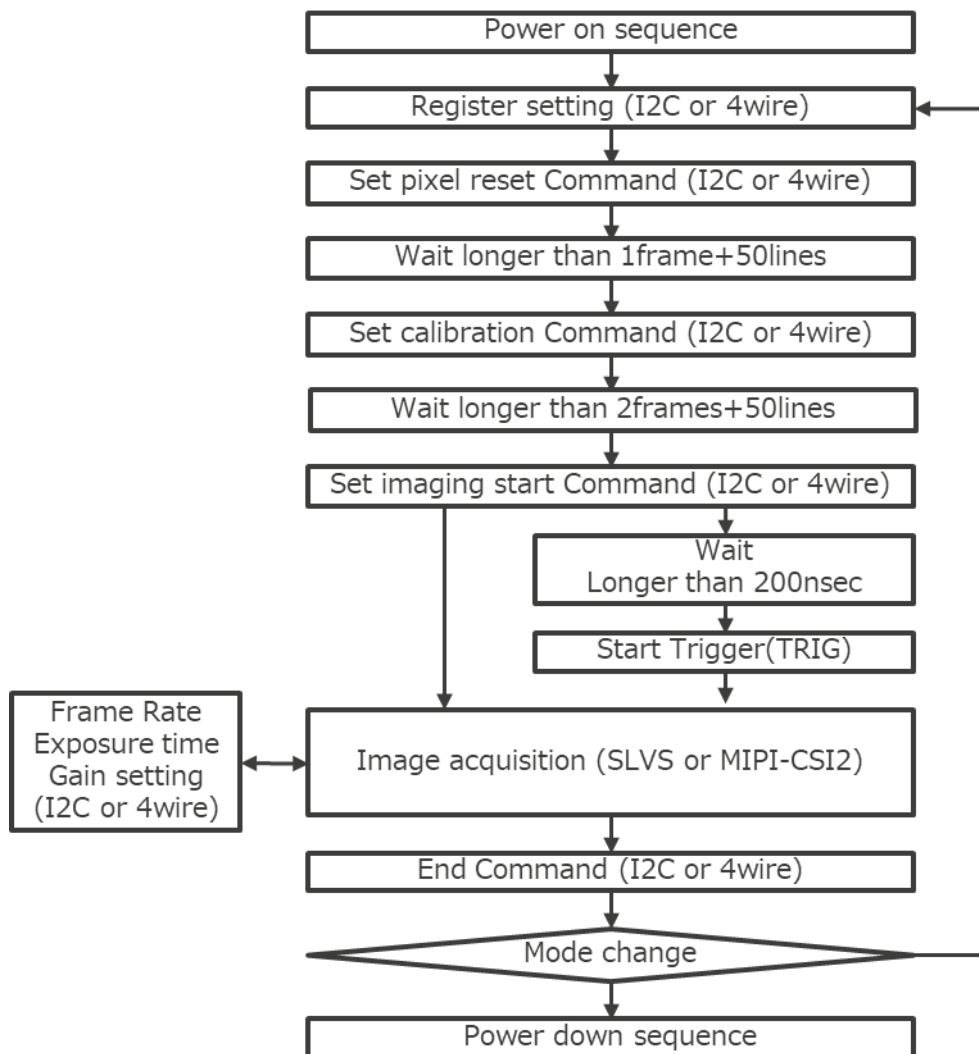 Power on sequence
Register setting (I2C or 4wire)
Set pixel reset Command (I2C or 4wire)
Wait longer than 1frame+50lines
Set calibration Command (I2C or 4wire)
Wait longer than 2frames+50lines
Set imaging start Command (I2C or 4wire)
Wait
Longer than 200nsec
Start Trigger(TRIG)
Frame Rate
Exposure time
Gain setting
(I2C or 4wire)
Image acquisition (SLVS or MIPI-CSI2)
End Command (I2C or 4wire)
Mode change
Power down sequence